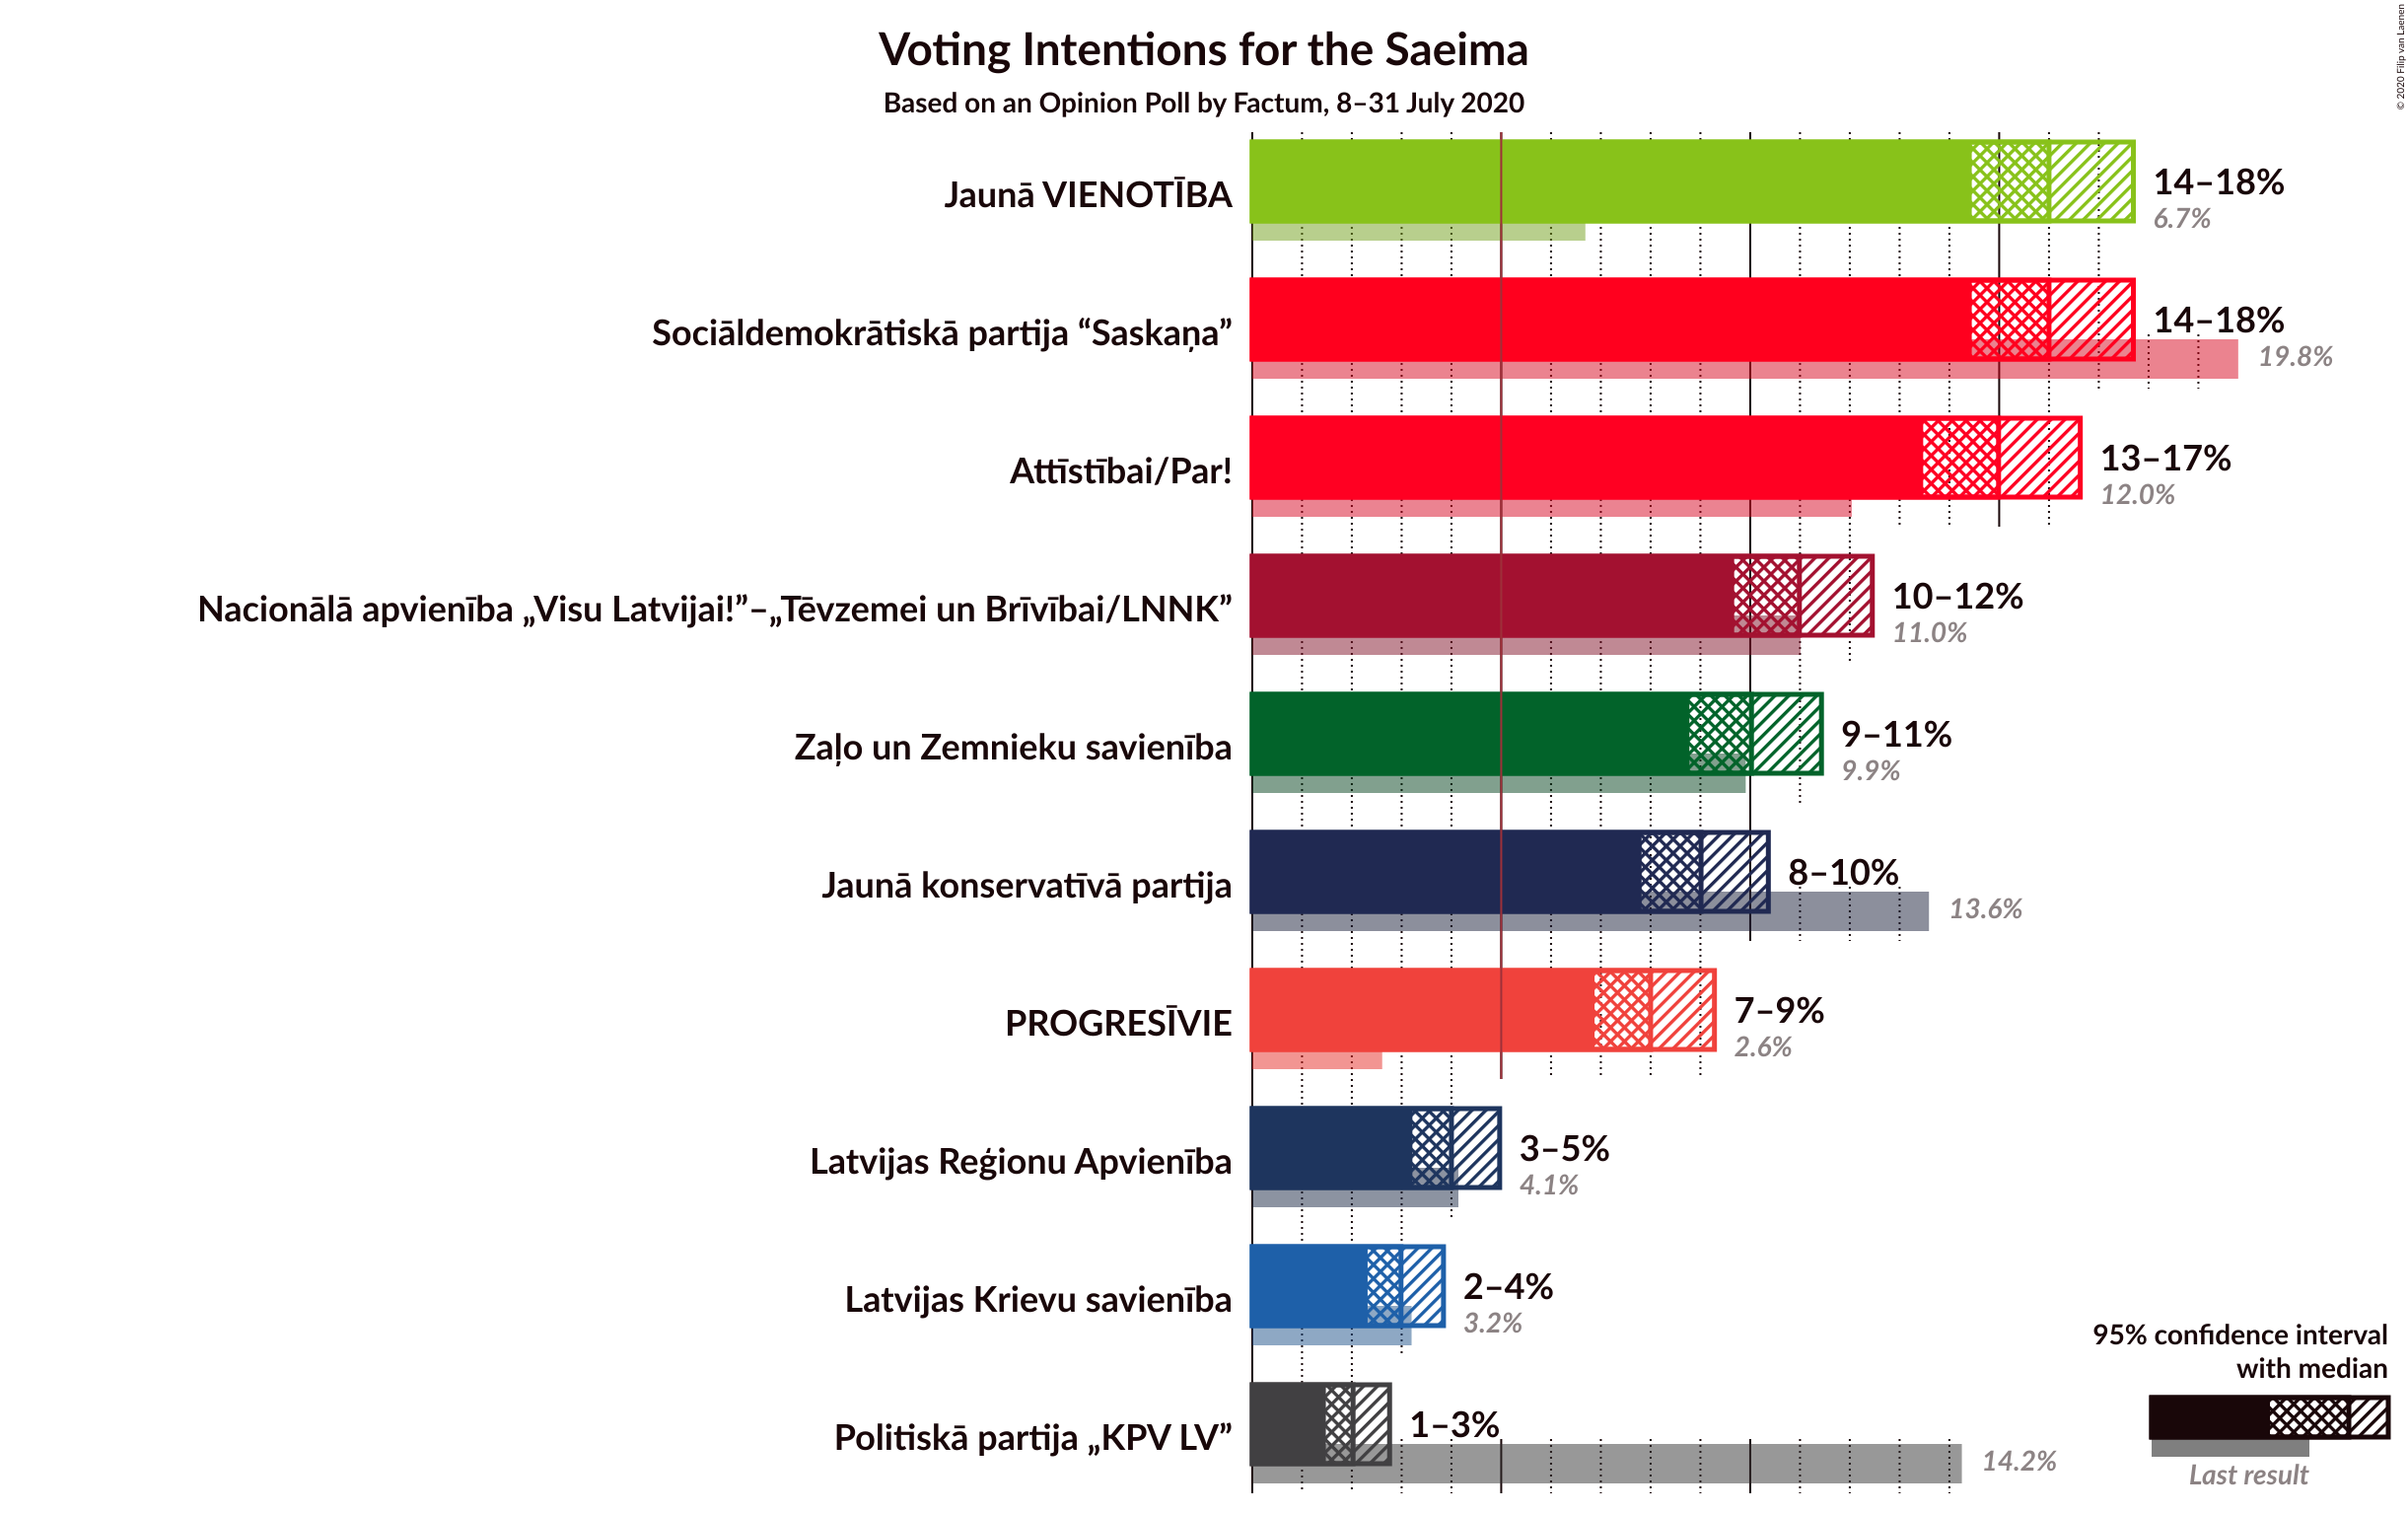 Voting Intentions for the Saeima
Based on an Opinion Poll by Factum, 8–31 July 2020
© 2020 Filip van Laenen
Jaunā VIENOTĪBA
14–18%
6.7%
Sociāldemokrātiskā partija “Saskaņa”
14–18%
19.8%
Attīstībai/Par!
13–17%
12.0%
Nacionālā apvienība „Visu Latvijai!”–„Tēvzemei un Brīvībai/LNNK”
10–12%
11.0%
Zaļo un Zemnieku savienība
9–11%
9.9%
Jaunā konservatīvā partija
8–10%
13.6%
PROGRESĪVIE
7–9%
2.6%
Latvijas Reģionu Apvienība
3–5%
4.1%
Latvijas Krievu savienība
2–4%
3.2%
Politiskā partija „KPV LV”
1–3%
14.2%
95% confidence interval
with median
Last result